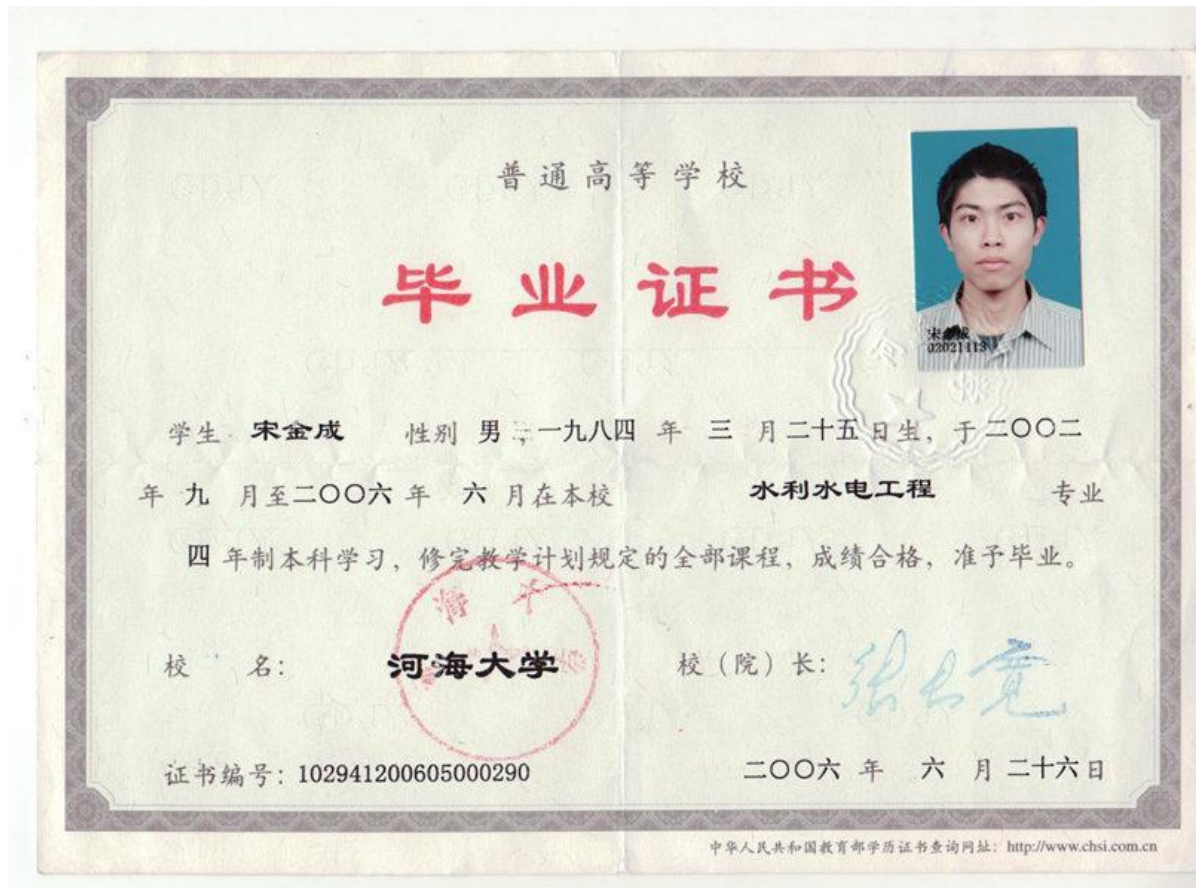 普通高等学校
毕业证书
宋金成
02021113
学生 宋金成 性别 男,一九八四 年 三 月二十五日生,于二〇〇二
年 九 月至二〇〇六 年 六 月在本校 水利水电工程 专业
四 年制本科学习,修完教学计划规定的全部课程,成绩合格,准予毕业。
校 名: 河海大学 校(院)长: 张长宽
证书编号:102941200605000290 二〇〇六 年 六 月 二十六日
中华人民共和国教育部学历证书查询网址:http://www.chsi.com.cn